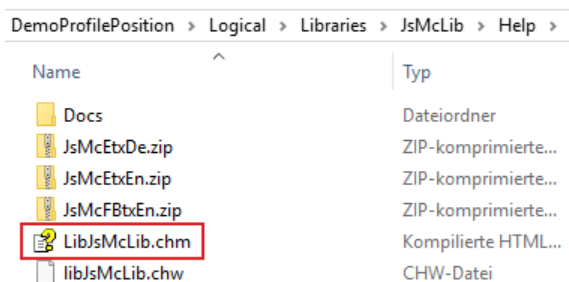 DemoProfilePosition > Logical > Libraries > JsMcLib > Help >
Name Typ
Docs Dateiordner
JsMcEtxDe.zip ZIP-komprimierte...
JsMcEtxEn.zip ZIP-komprimierte...
JsMcFBtxEn.zip ZIP-komprimierte...
LibJsMcLib.chm Kompilierte HTML...
libJsMcLib.chw CHW-Datei